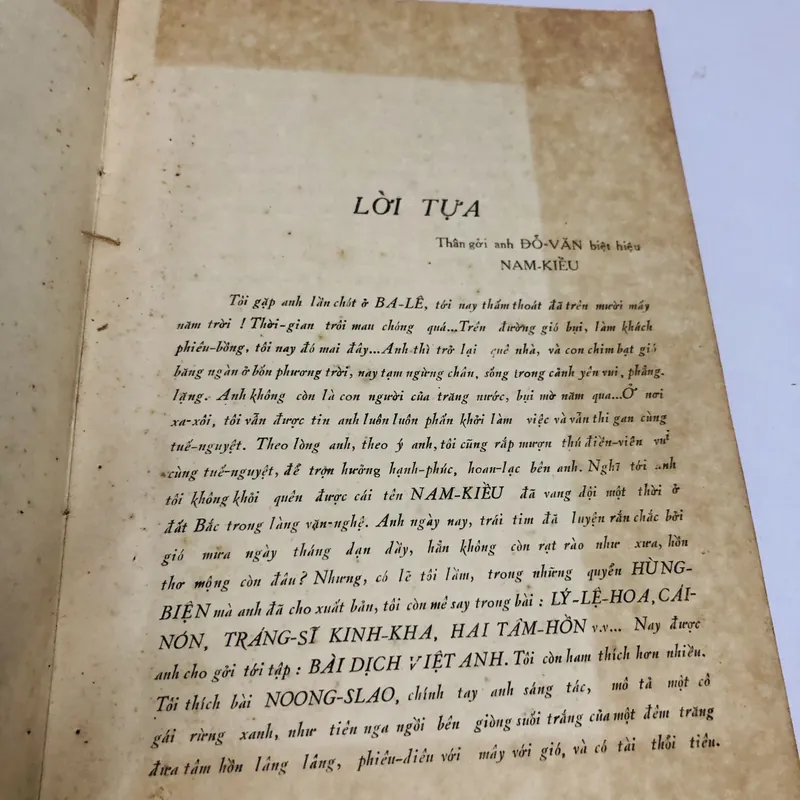 LỜI TỰA
Thân gởi anh ĐỖ-VĂN biệt hiệu
NAM-KIỀU
Tôi gặp anh lần chót ở BA-LÊ, tới nay thấm thoát đã trên mười mấy
năm trời ! Thời-gian trôi mau chóng quá...Trên đường gió bụi, làm khách
phiêu-bồng, tôi nay đó mai đây...Anh thì trở lại quê nhà, và con chim bạt gió
băng ngàn ở bốn phương trời, nay tạm ngừng chân, sống trong cảnh yên vui, phẳng-
lặng. Anh không còn là con người của trăng nước, bụi mờ năm qua...Ở nơi
xa-xôi, tôi vẫn được tin anh luôn luôn phấn khởi làm việc và vẫn thi gan cùng
tuế-nguyệt. Theo lòng anh, theo ý anh, tôi cũng rắp mượn thú điền-viên vui
cùng tuế-nguyệt, để trọn hưởng hạnh-phúc, hoan-lạc bên anh. Nghĩ tới anh
tôi không khỏi quên được cái tên NAM-KIỀU đã vang dội một thời ở
đất Bắc trong làng văn-nghệ. Anh ngày nay, trái tim đã luyện rắn chắc bởi
gió mưa ngày tháng dạn dầy, hẳn không còn rạt rào như xưa, hồn
thơ mộng còn đâu? Nhưng, có lẽ tôi lầm, trong những quyển HÙNG-
BIỆN mà anh đã cho xuất bản, tôi còn mê say trong bài : LÝ-LỆ-HOA, CÁI-
NÓN, TRÁNG-SĨ KINH-KHA, HAI TÂM-HỒN v.v... Nay được
anh cho gởi tới tập : BÀI DỊCH VIỆT ANH. Tôi còn ham thích hơn nhiều.
Tôi thích bài NOONG-SLAO, chính tay anh sáng tác, mô tả một cô
gái rừng xanh, như tiên nga ngồi bên giòng suối trắng của một đêm trăng
đưa tâm hồn lâng lâng, phiêu-diêu với mây với gió, và có tài thổi tiêu.